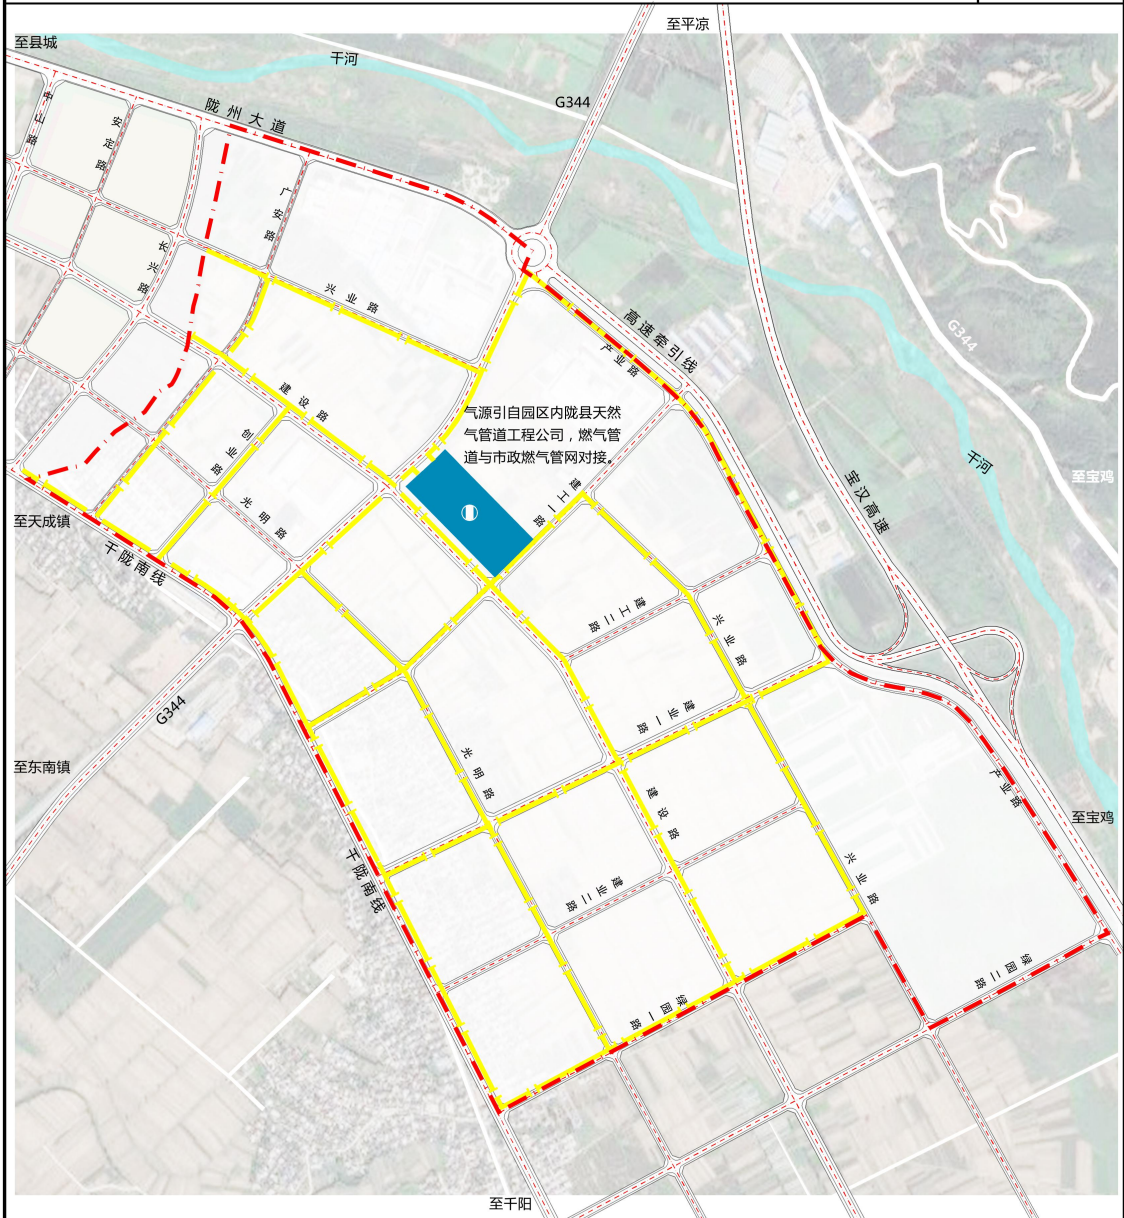 至平凉
至县城
千河
G344
陇州大道
中山路
安定路
广安路
长兴路
兴业路
高速牵引线
G344
产业路
建设路
气源引自园区内陇县天然
气管道工程公司，燃气管
道与市政燃气管网对接。
创业路
千河
至宝鸡
宝汉高速
建工一路
光明路
至天成镇
千陇南线
建工二路
兴业路
G344
建业一路
光明路
至东南镇
产业路
建设路
至宝鸡
千陇南线
兴业路
建业二路
绿园二路
绿园一路
至千阳